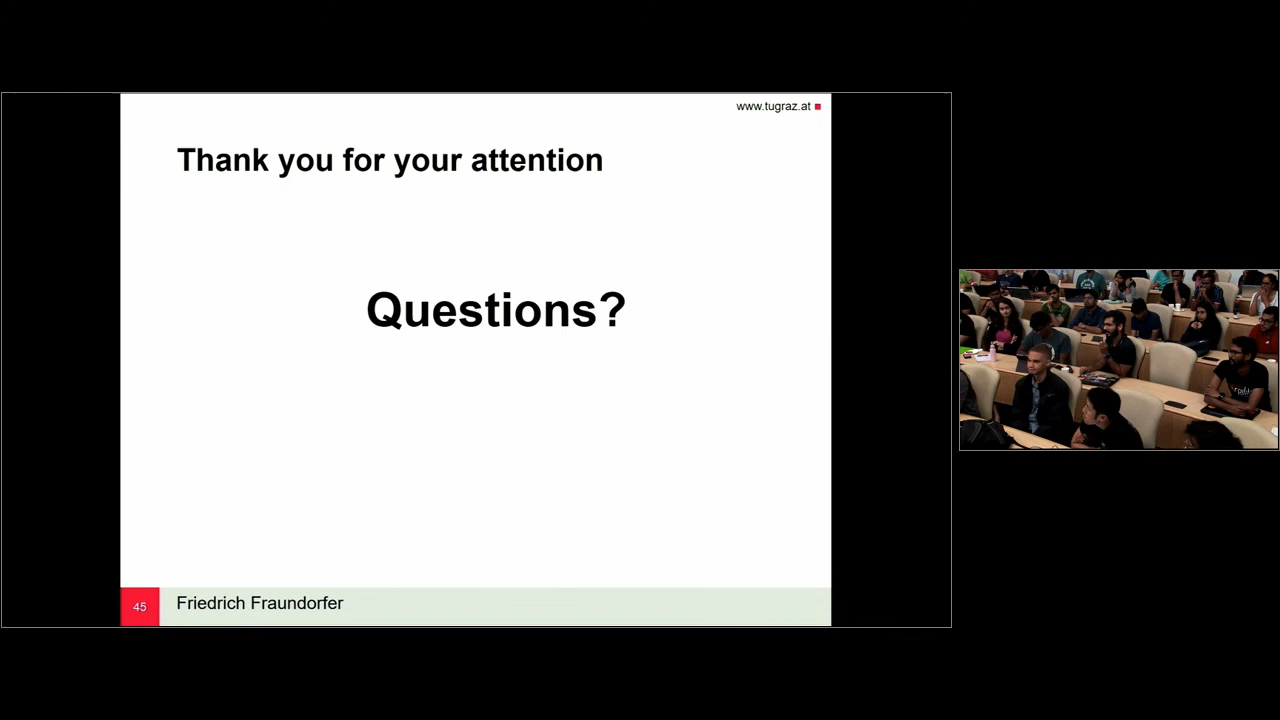 www.tugraz.at
Thank you for your attention
Questions?
45
Friedrich Fraundorfer